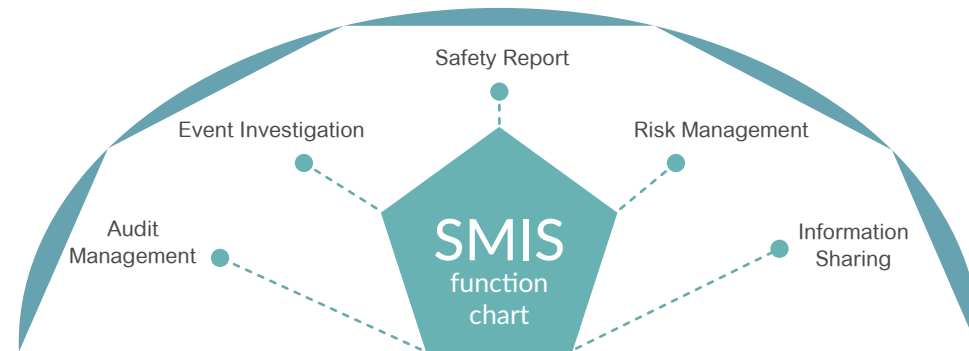 Safety Report
Event Investigation
Risk Management
Audit
Management
Information
Sharing
SMIS
function
chart